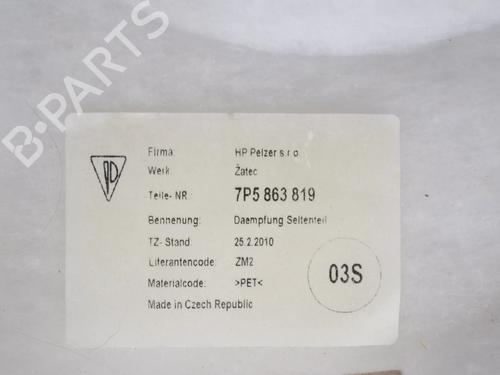 B-PARTS
Firma: HP Pelzer s r o
Werk: Žatec
Teile- NR 7P5 863 819
Bennenung: Daempfung Seitenteil
TZ- Stand: 25.2.2010
Literantencode: ZM2
Materialcode: >PET<
Made in Czech Republic
03S